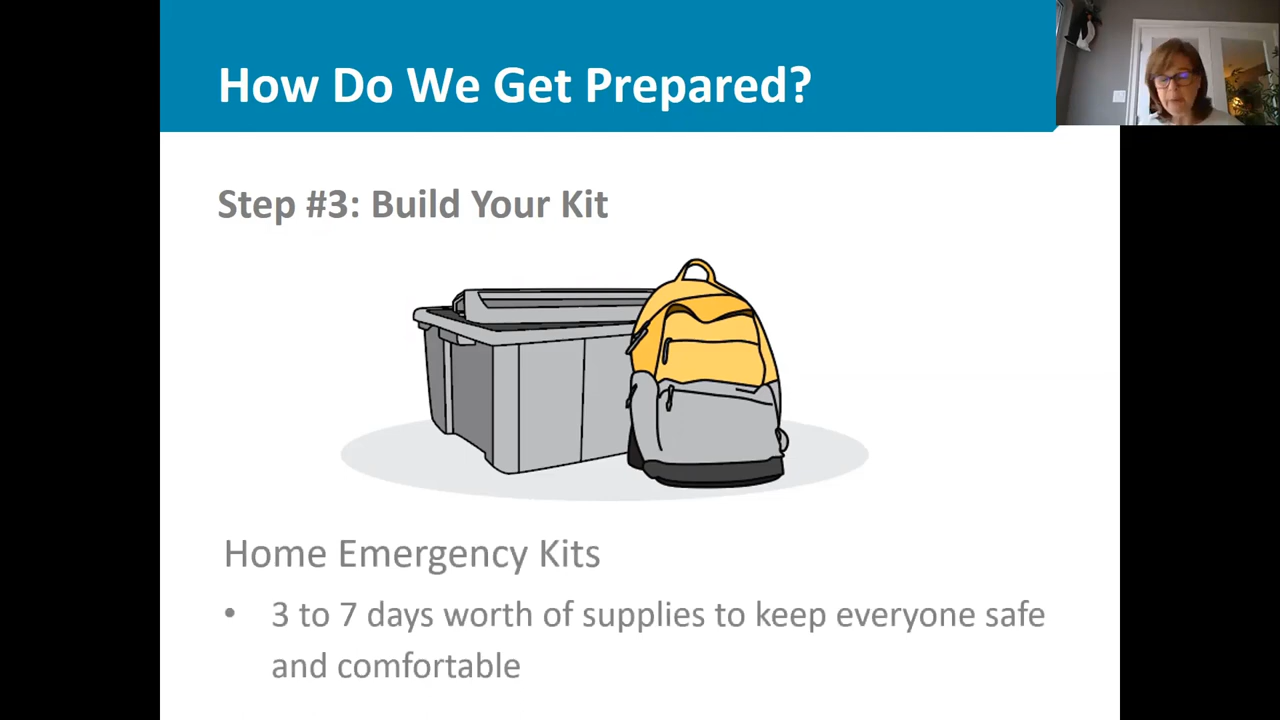 How Do We Get Prepared?
Step #3: Build Your Kit
Home Emergency Kits
• 3 to 7 days worth of supplies to keep everyone safe
and comfortable